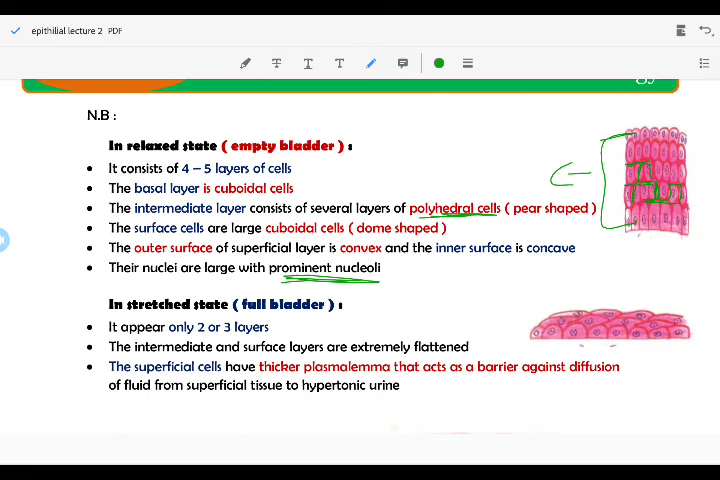 epithilial lecture 2 PDF
N.B :
In relaxed state ( empty bladder ) :
It consists of 4 – 5 layers of cells
The basal layer is cuboidal cells
The intermediate layer consists of several layers of polyhedral cells ( pear shaped )
The surface cells are large cuboidal cells ( dome shaped )
The outer surface of superficial layer is convex and the inner surface is concave
Their nuclei are large with prominent nucleoli
In stretched state ( full bladder ) :
It appear only 2 or 3 layers
The intermediate and surface layers are extremely flattened
The superficial cells have thicker plasmalemma that acts as a barrier against diffusion
of fluid from superficial tissue to hypertonic urine